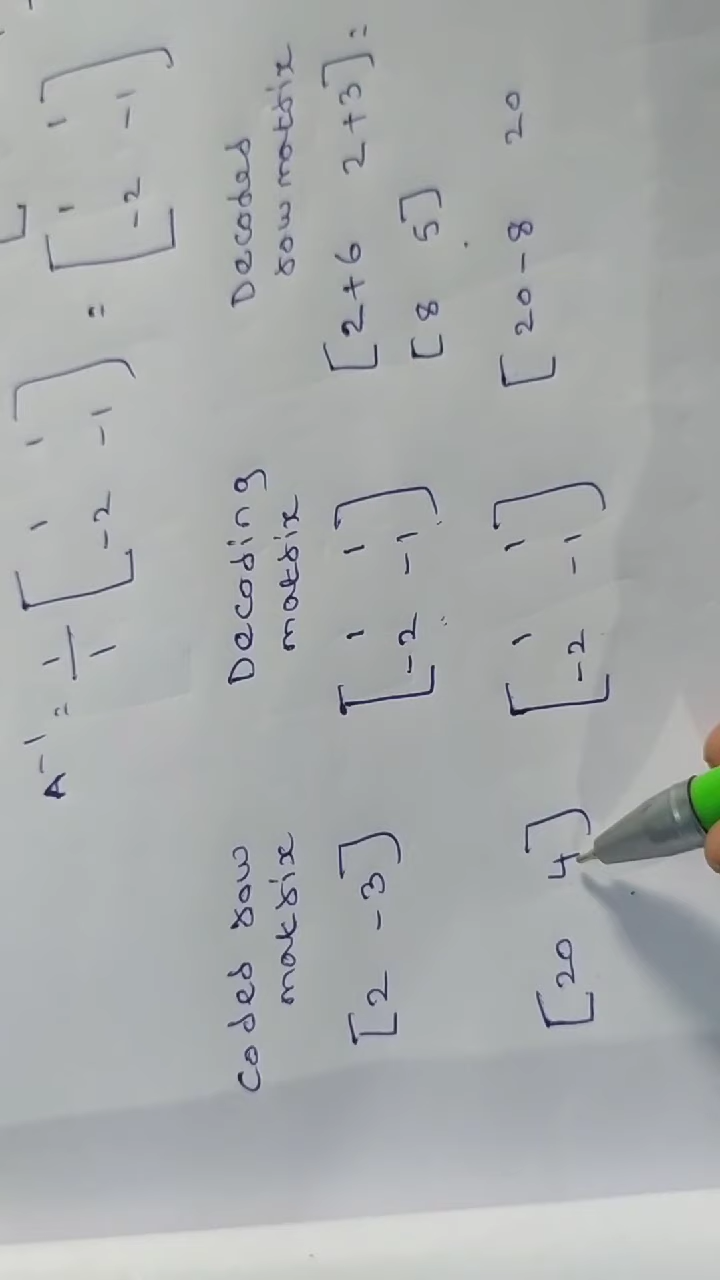 A⁻¹ = 1/1 [1 1 -2 -1] = [1 1 -2 -1]
Coded row matrix Decoding matrix Decoded row matrix
[2 -3] [1 1 -2 -1] [2+6 2+3] =
[8 5]
[20 4] [1 1 -2 -1] [20-8 20